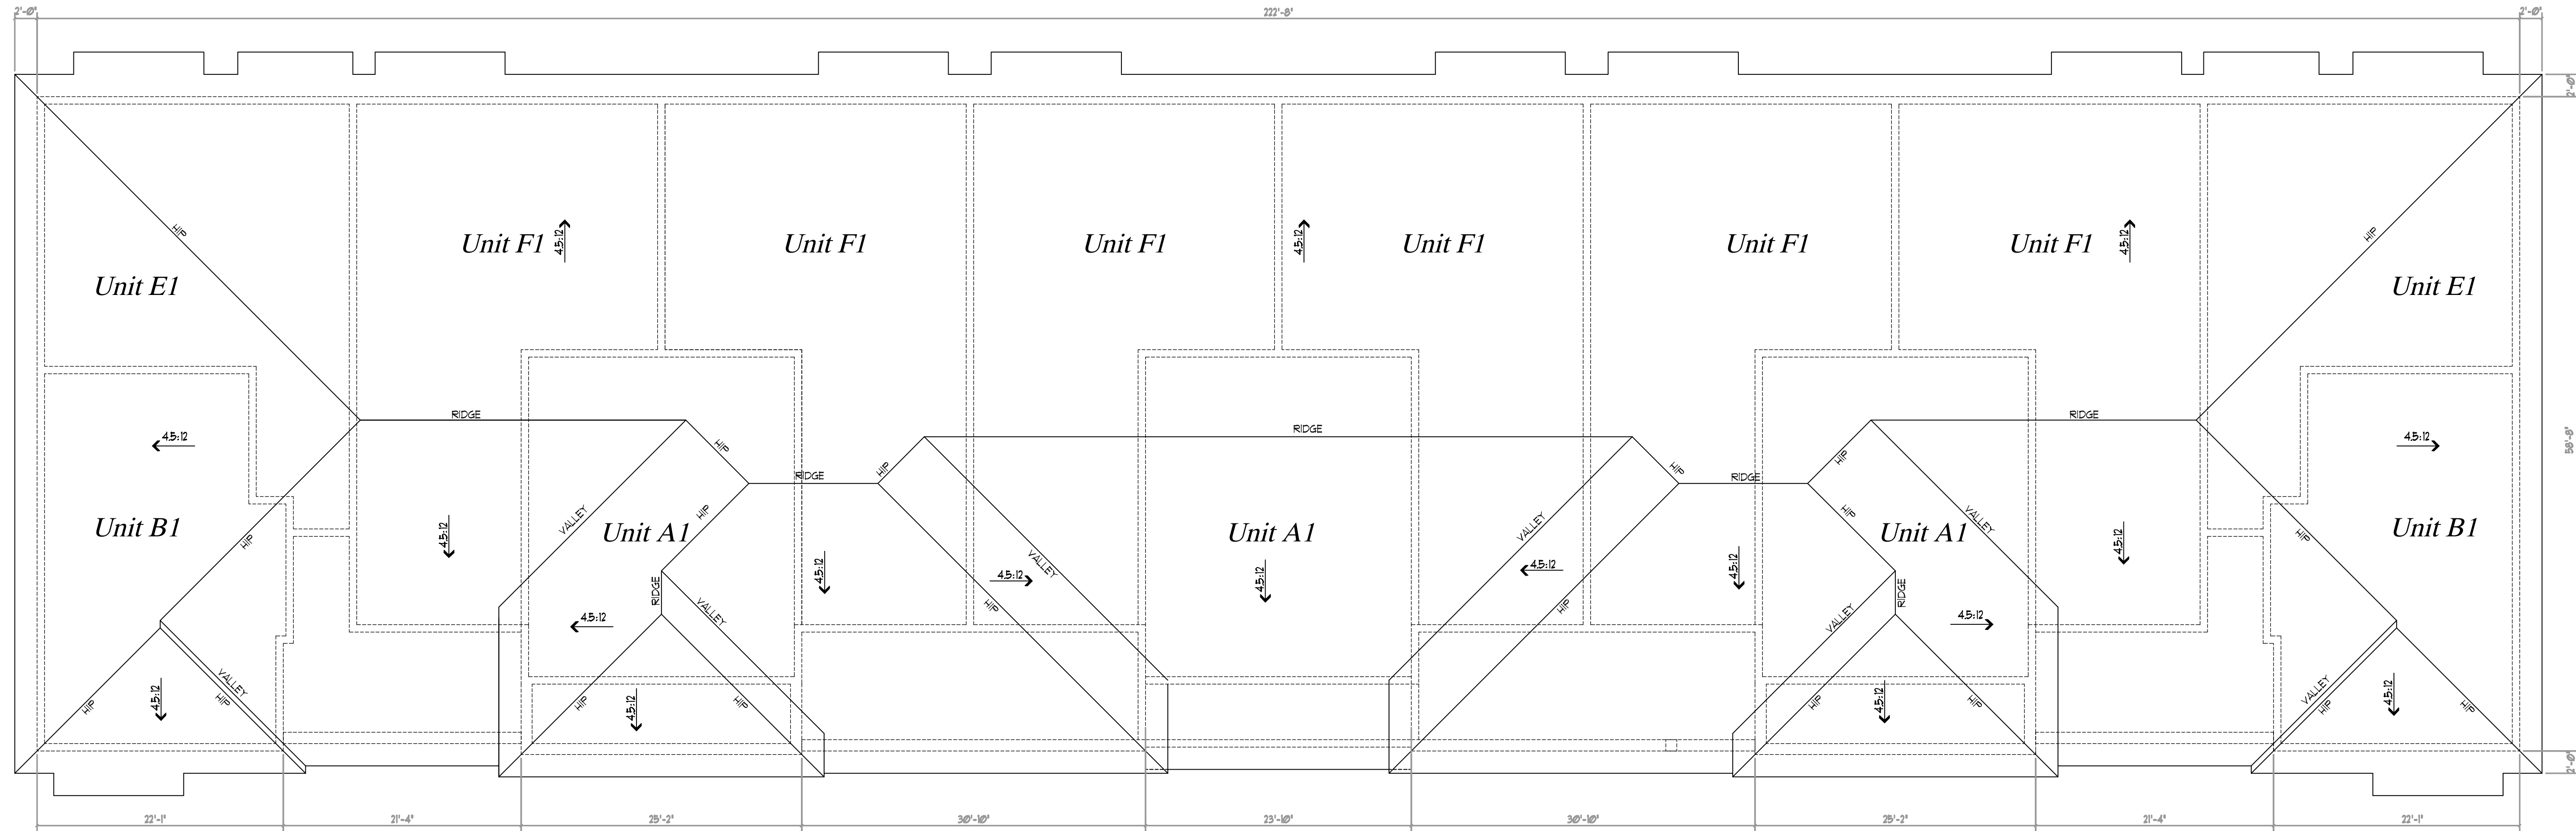 2'-0" 222'-8" 2'-0"
2'-0"
HIP HIP
Unit F1 4.5:12 Unit F1 Unit F1 4.5:12 Unit F1 Unit F1 Unit F1 4.5:12
Unit E1 Unit E1
RIDGE RIDGE
RIDGE
4.5:12 4.5:12
58'-8"
HIP HIP
HIP HIP
RIDGE RIDGE
HIP HIP
VALLEY VALLEY VALLEY
Unit B1 Unit A1 Unit A1 Unit A1 Unit B1
HIP 4.5:12 4.5:12 HIP
VALLEY
4.5:12 4.5:12 4.5:12 4.5:12
4.5:12 4.5:12
RIDGE RIDGE
HIP HIP
VALLEY VALLEY
4.5:12 4.5:12
VALLEY VALLEY
HIP 4.5:12 HIP HIP 4.5:12 HIP HIP 4.5:12 HIP HIP 4.5:12 HIP
2'-0"
22'-1" 21'-4" 25'-2" 30'-10" 23'-10" 30'-10" 25'-2" 21'-4" 22'-1"